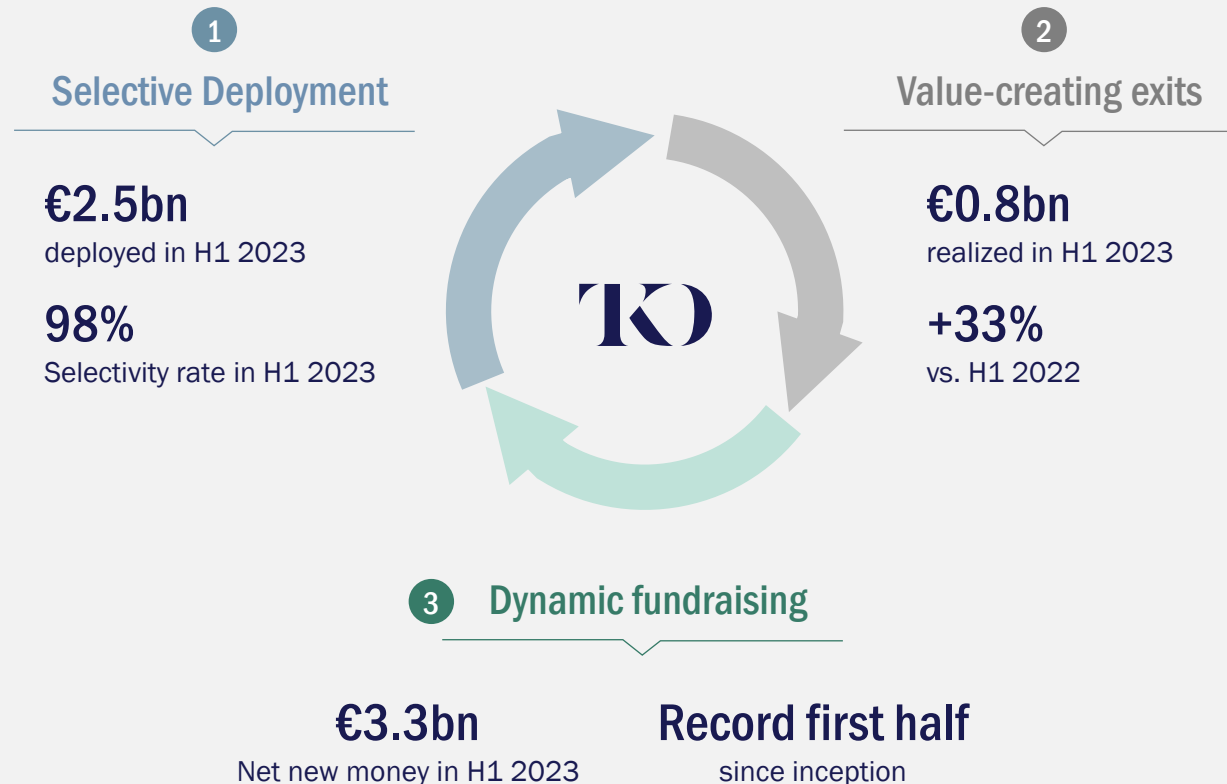 1
Selective Deployment
€2.5bn
deployed in H1 2023
98%
Selectivity rate in H1 2023
TKO
2
Value-creating exits
€0.8bn
realized in H1 2023
+33%
vs. H1 2022
3 Dynamic fundraising
€3.3bn
Net new money in H1 2023
Record first half
since inception